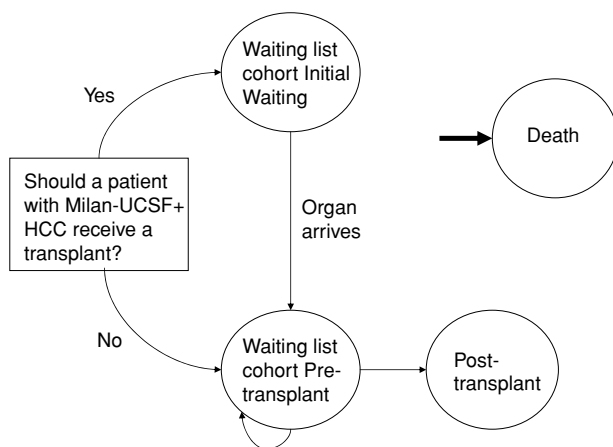 Waiting list
cohort Initial
Waiting
Yes
Death
Should a patient
with Milan-UCSF+
HCC receive a
transplant?
Organ
arrives
No
Waiting list
cohort Pre-
transplant
Post-
transplant